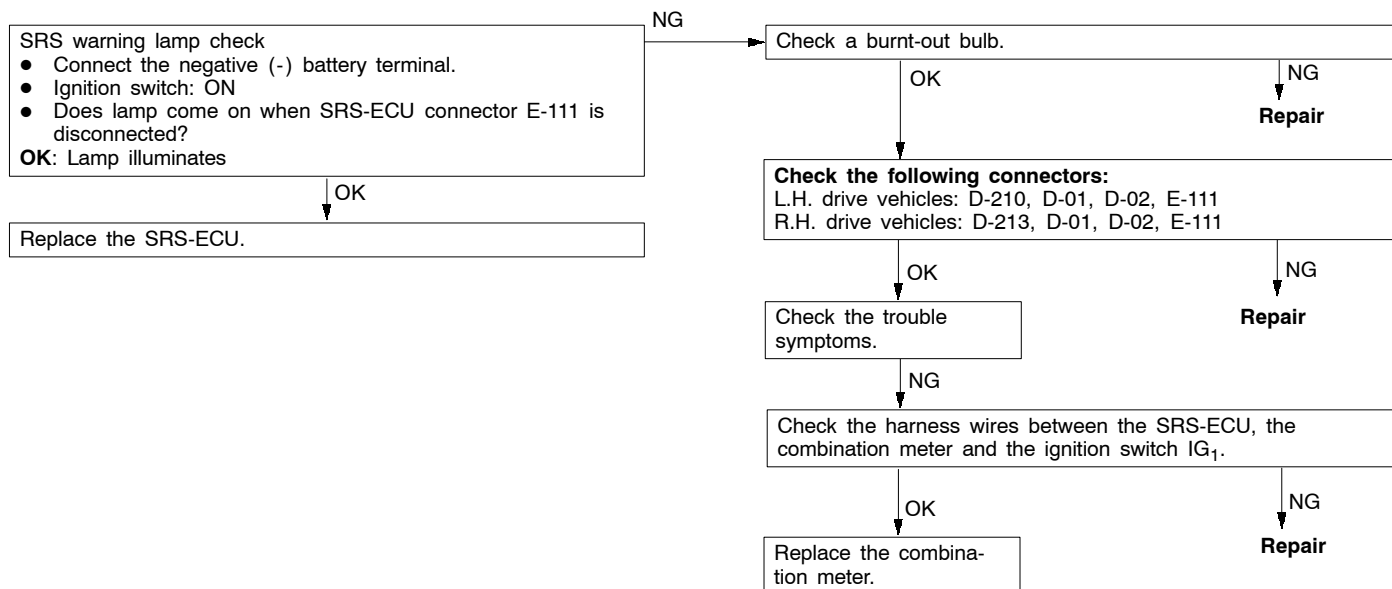 SRS warning lamp check
● Connect the negative (-) battery terminal.
● Ignition switch: ON
● Does lamp come on when SRS-ECU connector E-111 is
disconnected?
OK: Lamp illuminates
OK
Replace the SRS-ECU.
NG
Check a burnt-out bulb.
OK
NG
Repair
Check the following connectors:
L.H. drive vehicles: D-210, D-01, D-02, E-111
R.H. drive vehicles: D-213, D-01, D-02, E-111
OK
NG
Repair
Check the trouble
symptoms.
NG
Check the harness wires between the SRS-ECU, the
combination meter and the ignition switch IG₁.
OK
NG
Repair
Replace the combina-
tion meter.